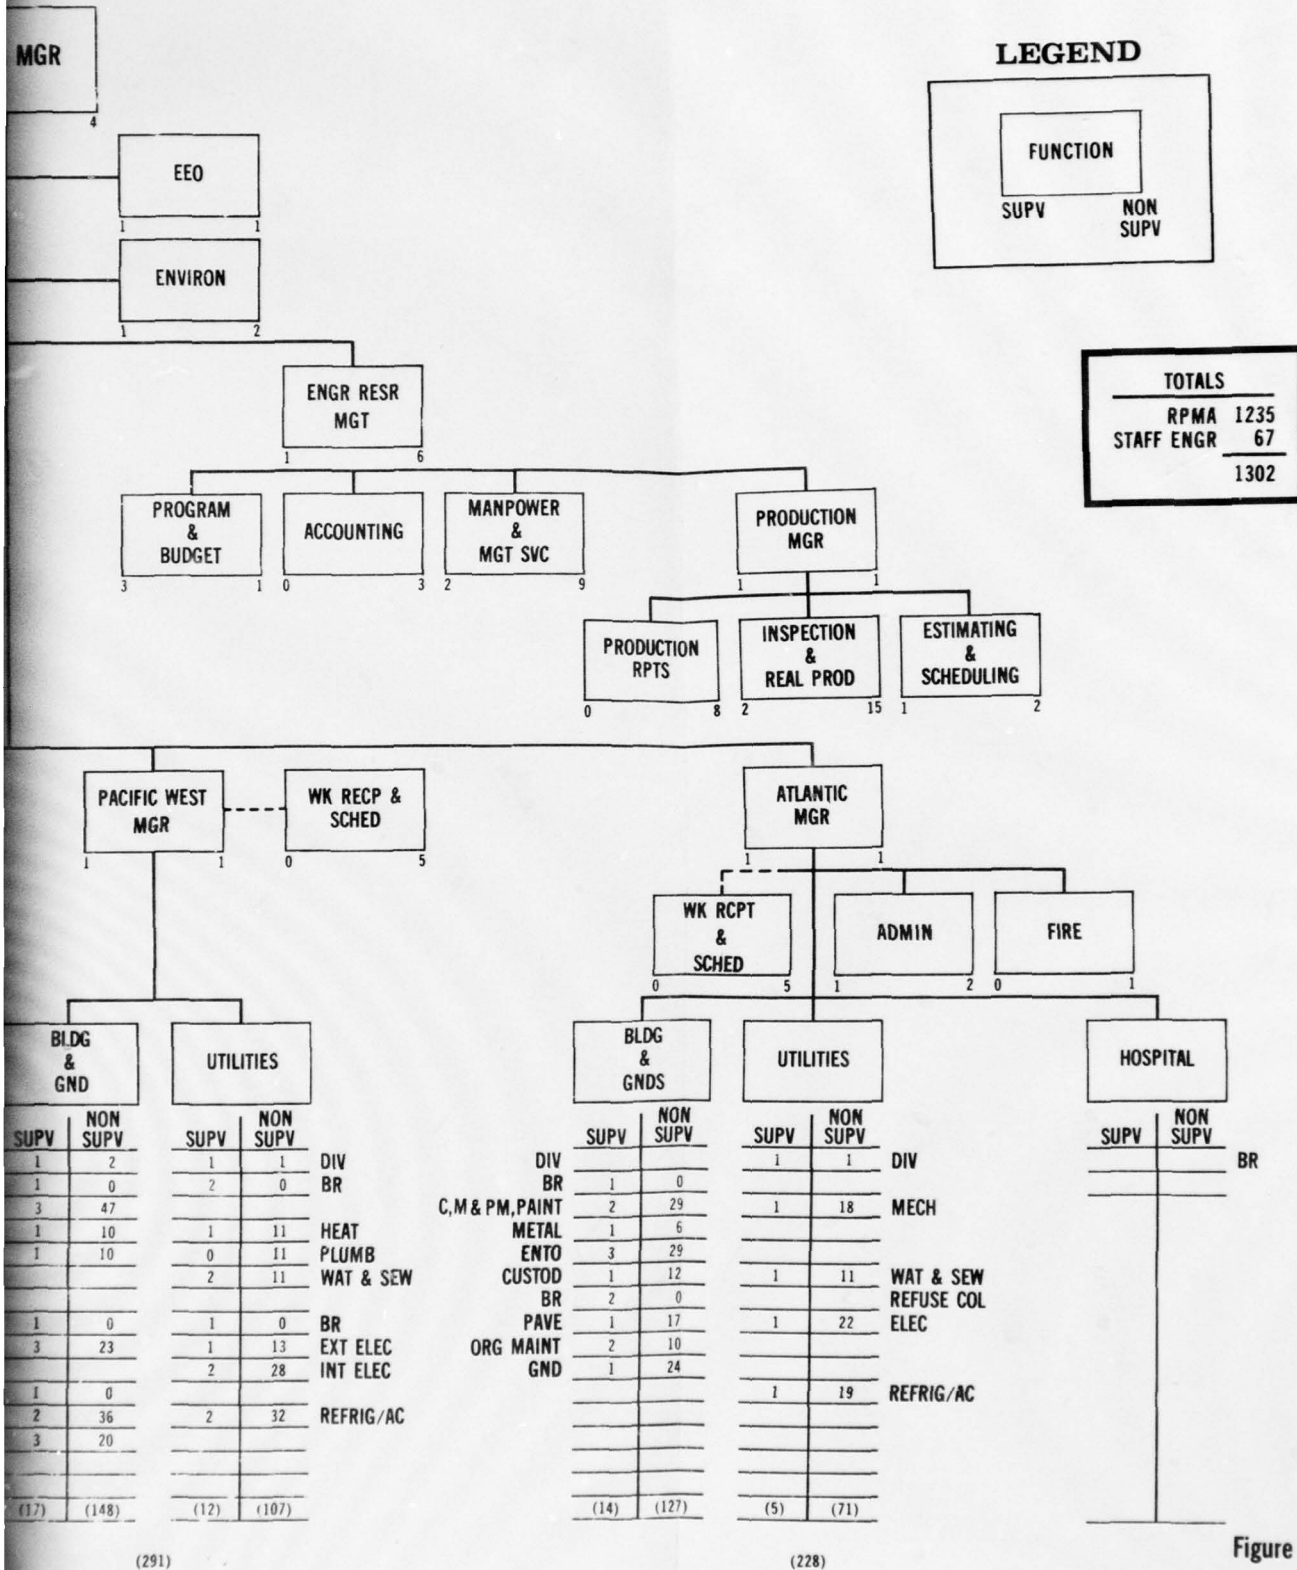 MGR
4
LEGEND
FUNCTION
SUPV
NON
SUPV
EEO
1 1
ENVIRON
1 2
ENGR RESR
MGT
1 6
TOTALS
RPMA 1235
STAFF ENGR 67
1302
PROGRAM
&
BUDGET
3 1
ACCOUNTING
0 3
MANPOWER
&
MGT SVC
2 9
PRODUCTION
MGR
1 1
PRODUCTION
RPTS
0 8
INSPECTION
&
REAL PROD
2 15
ESTIMATING
&
SCHEDULING
1 2
PACIFIC WEST
MGR
1 1
WK RECP &
SCHED
0 5
ATLANTIC
MGR
1 1
WK RCPT
&
SCHED
0 5
ADMIN
1 2
FIRE
0 1
BLDG
&
GND
SUPV NON SUPV
1 2
1 0
3 47
1 10
1 10
1 0
3 23
1 0
2 36
3 20
(17) (148)
UTILITIES
SUPV NON SUPV
1 1 DIV
2 0 BR
1 11 HEAT
0 11 PLUMB
2 11 WAT & SEW
1 0 BR
1 13 EXT ELEC
2 28 INT ELEC
2 32 REFRIG/AC
(12) (107)
(291)
BLDG
&
GNDS
SUPV NON SUPV
DIV
BR 1 0
C,M & PM,PAINT 2 29
METAL 1 6
ENTO 3 29
CUSTOD 1 12
BR 2 0
PAVE 1 17
ORG MAINT 2 10
GND 1 24
(14) (127)
UTILITIES
SUPV NON SUPV
1 1 DIV
1 18 MECH
1 11 WAT & SEW
REFUSE COL
1 22 ELEC
1 19 REFRIG/AC
(5) (71)
(228)
HOSPITAL
SUPV NON SUPV
BR
Figure